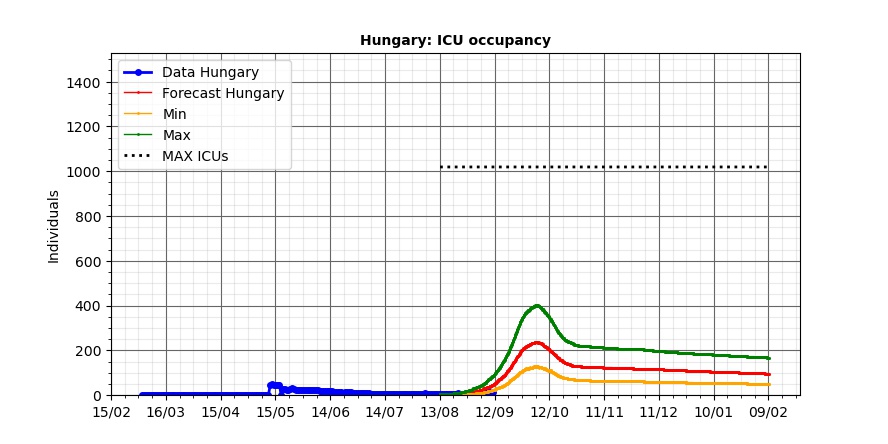 Hungary: ICU occupancy
Data Hungary
Forecast Hungary
Min
Max
MAX ICUs
Individuals
1400
1200
1000
800
600
400
200
0
15/02 16/03 15/04 15/05 14/06 14/07 13/08 12/09 12/10 11/11 11/12 10/01 09/02